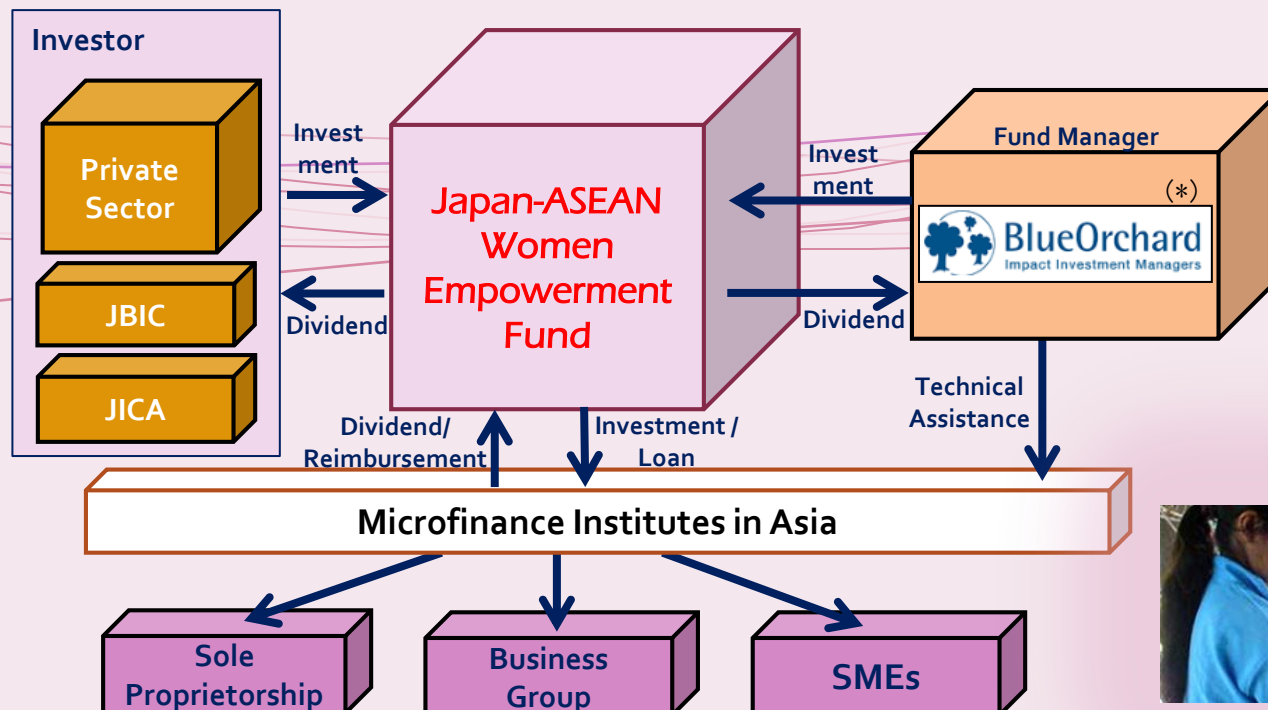 Investor
Private
Sector
JBIC
JICA
Invest
ment
Dividend
Japan-ASEAN
Women
Empowerment
Fund
Invest
ment
Dividend
Fund Manager
(*)
BlueOrchard
Impact Investment Managers
Technical
Assistance
Dividend/
Reimbursement
Investment /
Loan
Microfinance Institutes in Asia
Sole
Proprietorship
Business
Group
SMEs